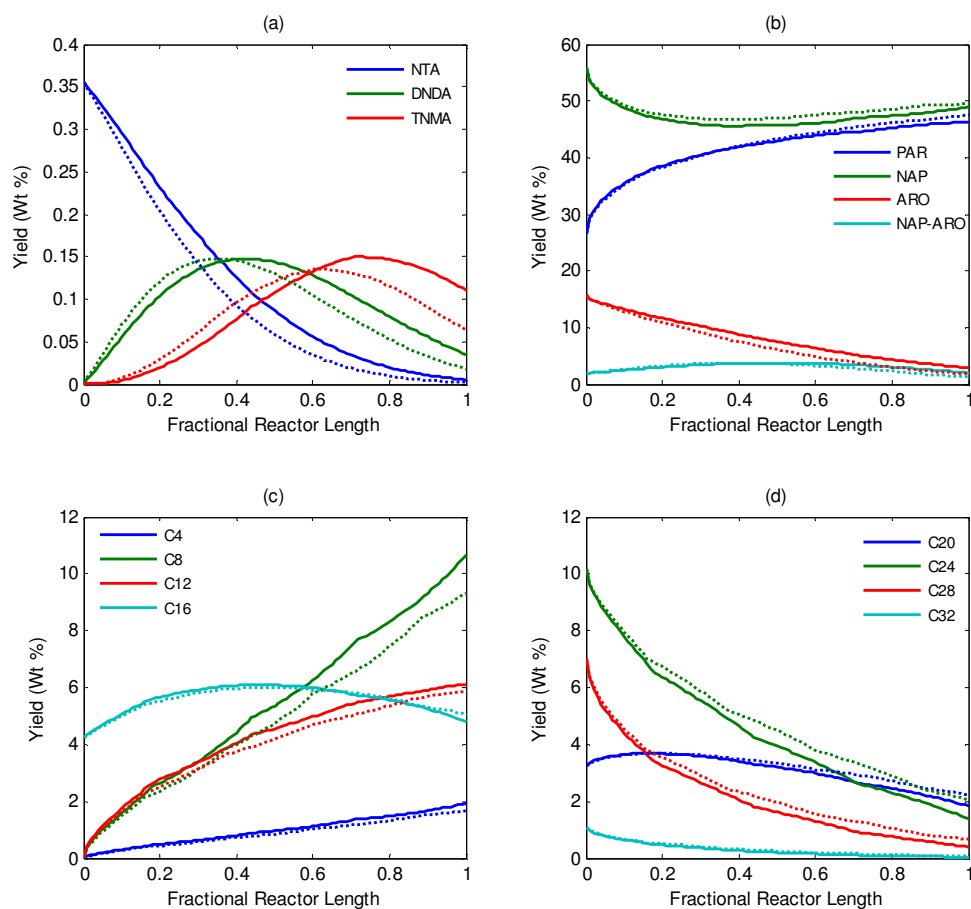 (a)
Yield (Wt %)
0.4
0.35
0.3
0.25
0.2
0.15
0.1
0.05
0
NTA
DNDA
TNMA
0 0.2 0.4 0.6 0.8 1
Fractional Reactor Length
(b)
Yield (Wt %)
60
50
40
30
20
10
0
PAR
NAP
ARO
NAP-ARO
0 0.2 0.4 0.6 0.8 1
Fractional Reactor Length
(c)
Yield (Wt %)
12
10
8
6
4
2
0
C4
C8
C12
C16
0 0.2 0.4 0.6 0.8 1
Fractional Reactor Length
(d)
Yield (Wt %)
12
10
8
6
4
2
0
C20
C24
C28
C32
0 0.2 0.4 0.6 0.8 1
Fractional Reactor Length